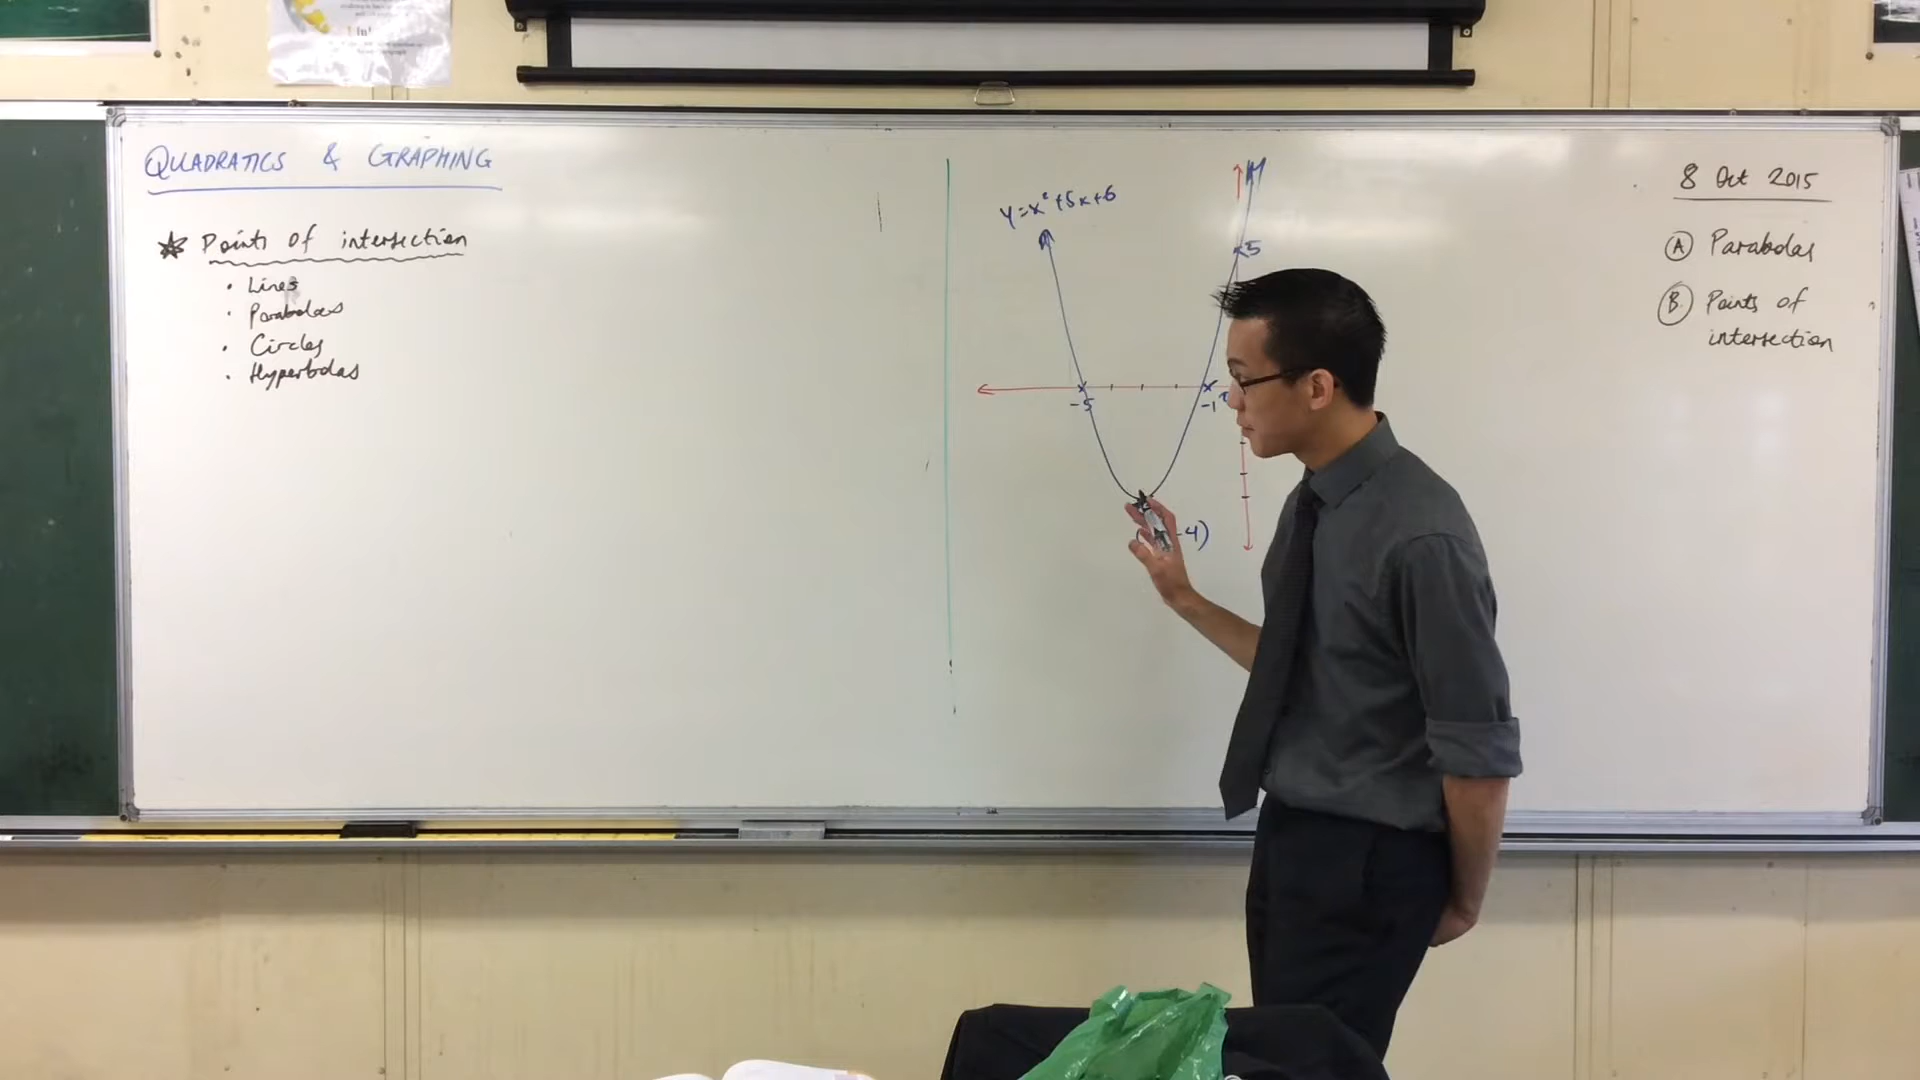 QUADRATICS & GRAPHING
Points of intersection
• Lines
• Parabolas
• Circles
• Hyperbolas
y=x²+5x+6
5
-5
-1
-4)
8 Oct 2015
A Parabolas
B Points of
intersection